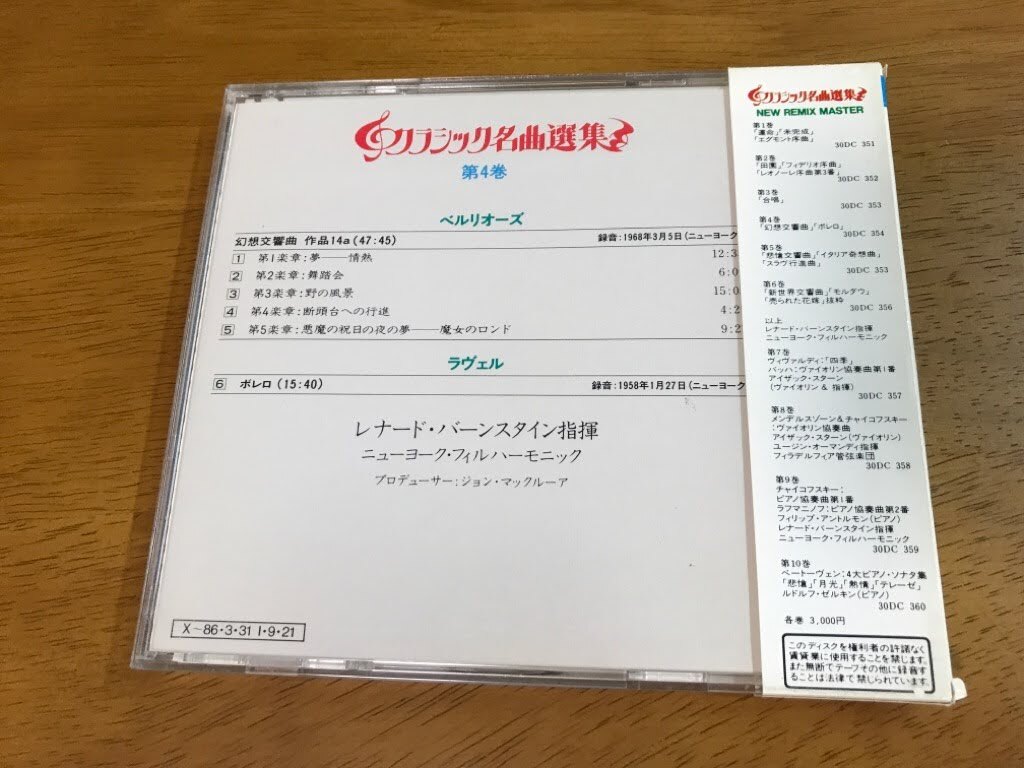 クラシック名曲選集
第4巻
ベルリオーズ
幻想交響曲 作品14a(47:45) 録音:1968年3月5日(ニューヨーク
1 第1楽章:夢——情熱 12:3
2 第2楽章:舞踏会 6:0
3 第3楽章:野の風景 15:0
4 第4楽章:断頭台への行進 4:2
5 第5楽章:悪魔の祝日の夜の夢——魔女のロンド 9:2
ラヴェル
6 ボレロ(15:40) 録音:1958年1月27日(ニューヨーク
レナード・バーンスタイン指揮
ニューヨーク・フィルハーモニック
プロデューサー:ジョン・マックルーア
X-86・3・31 I・9・21
クラシック名曲選集
NEW REMIX MASTER
第1巻
「運命」「未完成」
「エグモント序曲」
30DC 351
第2巻
「田園」「フィデリオ序曲」
「レオノーレ序曲第3番」
30DC 352
第3巻
「合唱」
30DC 353
第4巻
「幻想交響曲」「ボレロ」
30DC 354
第5巻
「悲愴交響曲」「イタリア奇想曲」
「スラヴ行進曲」
30DC 353
第6巻
「新世界交響曲」「モルダウ」
「売られた花嫁」抜粋
30DC 356
以上
レナード・バーンスタイン指揮
ニューヨーク・フィルハーモニック
第7巻
ヴィヴァルディ:「四季」
バッハ:ヴァイオリン協奏曲第1番
アイザック・スターン
(ヴァイオリン & 指揮)
30DC 357
第8巻
メンデルスゾーン&チャイコフスキー
:ヴァイオリン協奏曲
アイザック・スターン(ヴァイオリン)
ユージン・オーマンディ指揮
フィラデルフィア管弦楽団
30DC 358
第9巻
チャイコフスキー:
ピアノ協奏曲第1番
ラフマニノフ:ピアノ協奏曲第2番
フィリップ・アントルモン(ピアノ)
レナード・バーンスタイン指揮
ニューヨーク・フィルハーモニック
30DC 359
第10巻
ベートーヴェン:4大ピアノ・ソナタ集
「悲愴」「月光」「熱情」「テレーゼ」
ルドルフ・ゼルキン(ピアノ)
30DC 360
各巻 3,000円
このディスクを権利者の許諾なく
賃貸業に使用することを禁じます。
また無断でテープその他に録音す
ることは法律で禁じられています。